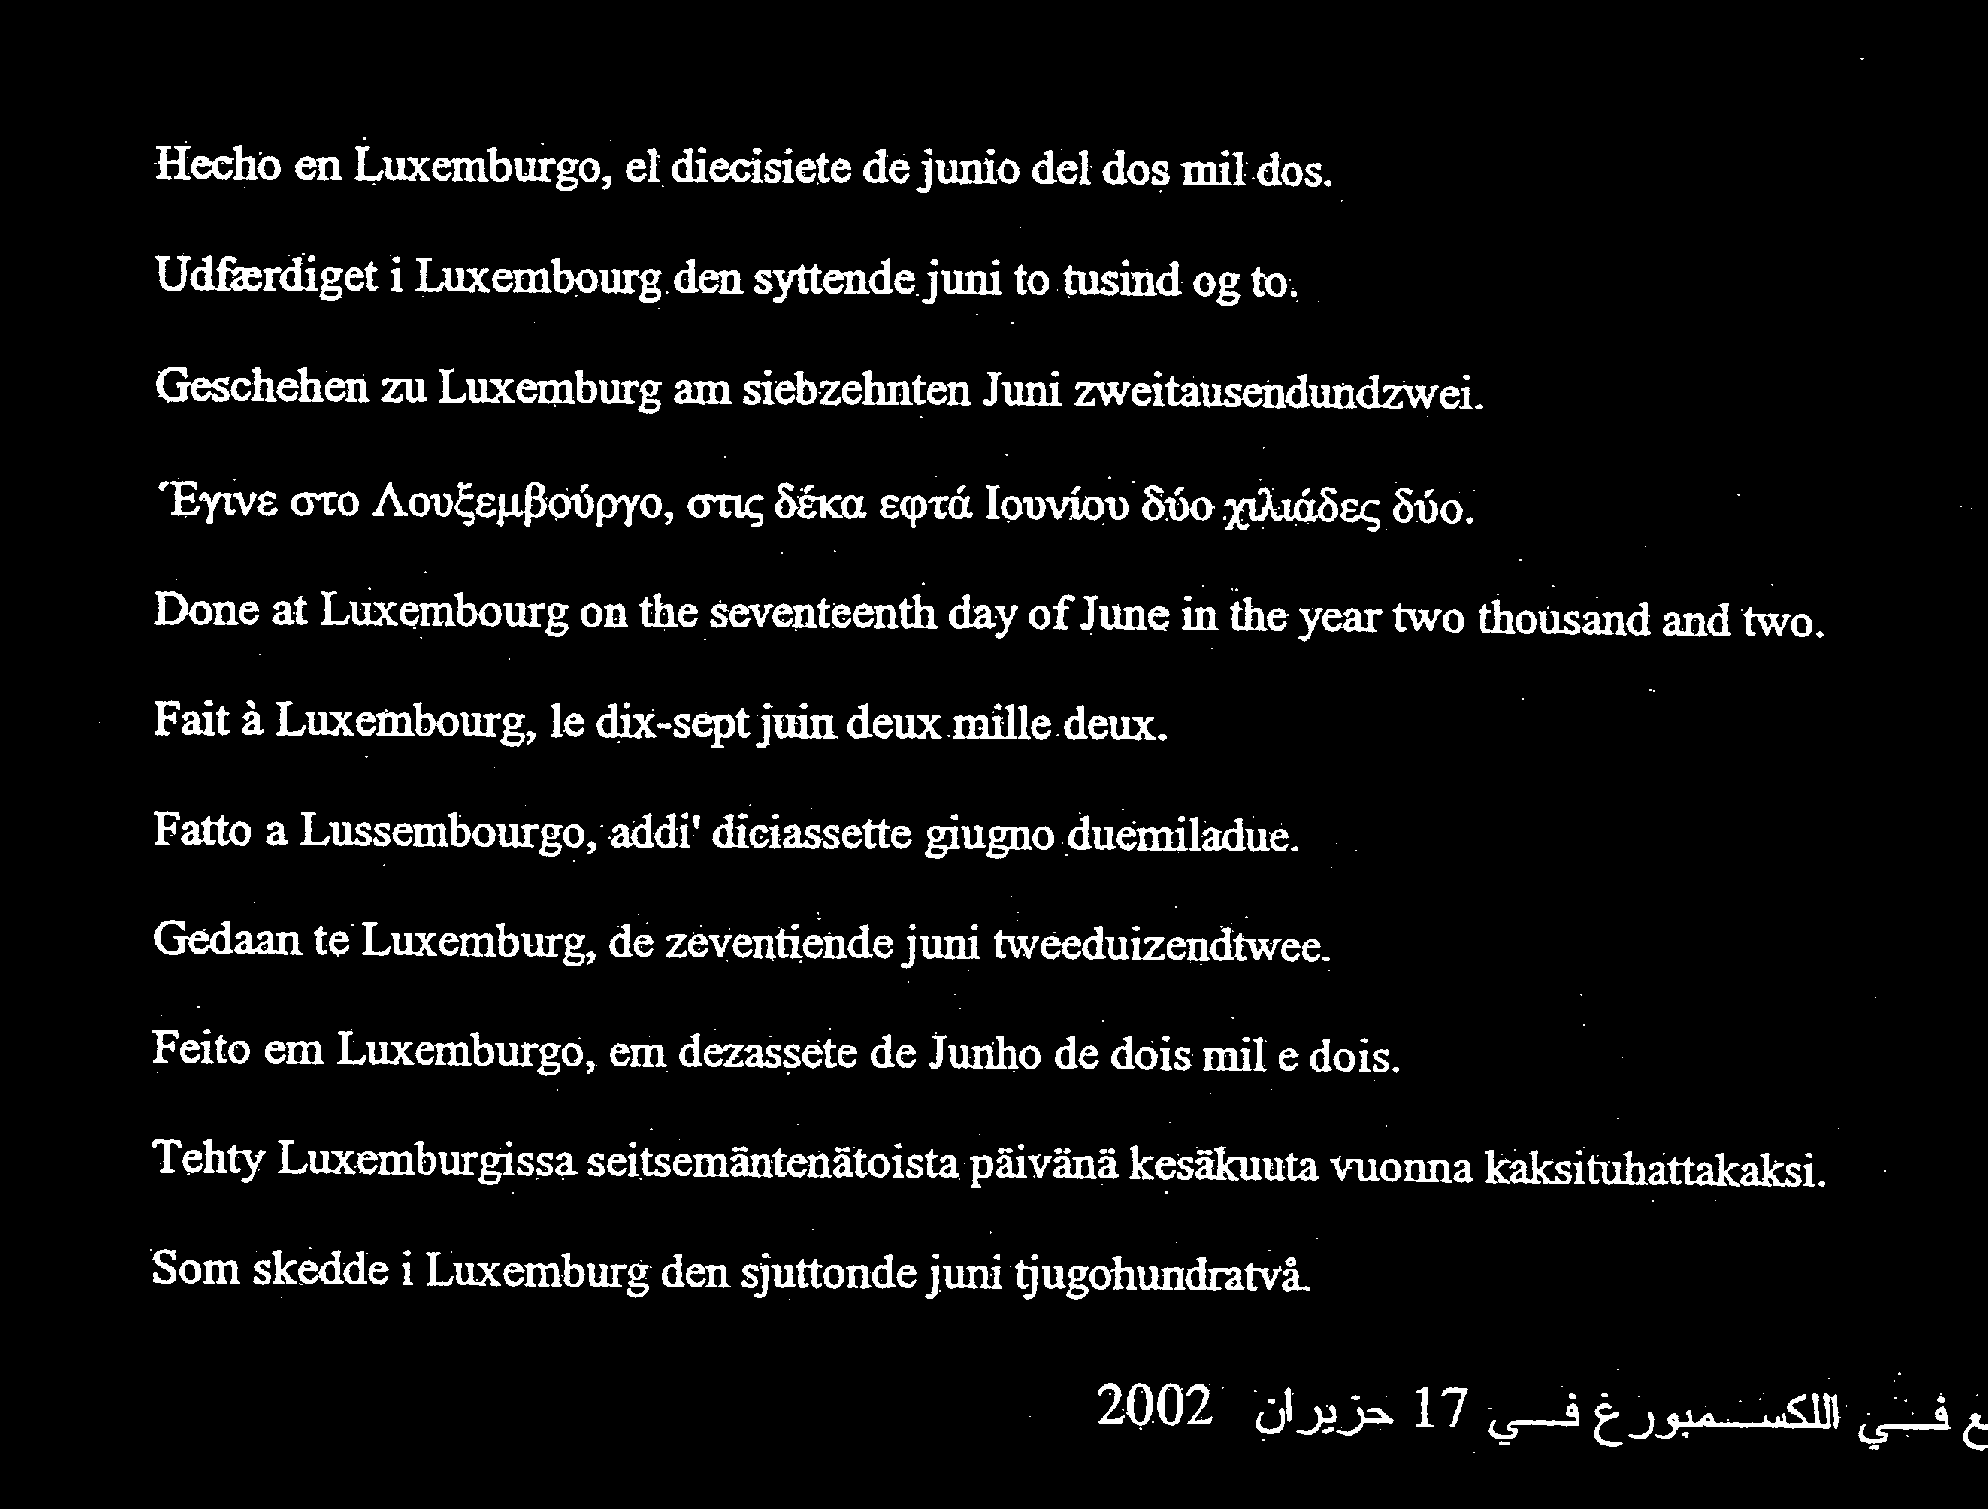 Hecho en Luxemburgo, el diecisiete de junio del dos mil dos.
Udfærdiget i Luxembourg den syttende juni to tusind og to.
Geschehen zu Luxemburg am siebzehnten Juni zweitausendundzwei.
Έγινε στο Λουξεμβούργο, στις δέκα εφτά Ιουνίου δύο χιλιάδες δύο.
Done at Luxembourg on the seventeenth day of June in the year two thousand and two.
Fait à Luxembourg, le dix-sept juin deux mille deux.
Fatto a Lussembourgo, addi' diciassette giugno duemiladue.
Gedaan te Luxemburg, de zeventiende juni tweeduizendtwee.
Feito em Luxemburgo, em dezassete de Junho de dois mil e dois.
Tehty Luxemburgissa seitsemäntenätoista päivänä kesäkuuta vuonna kaksituhattakaksi.
Som skedde i Luxemburg den sjuttonde juni tjugohundratvå.
فـــي اللكســـمبورغ فـــي 17 حزيران 2002